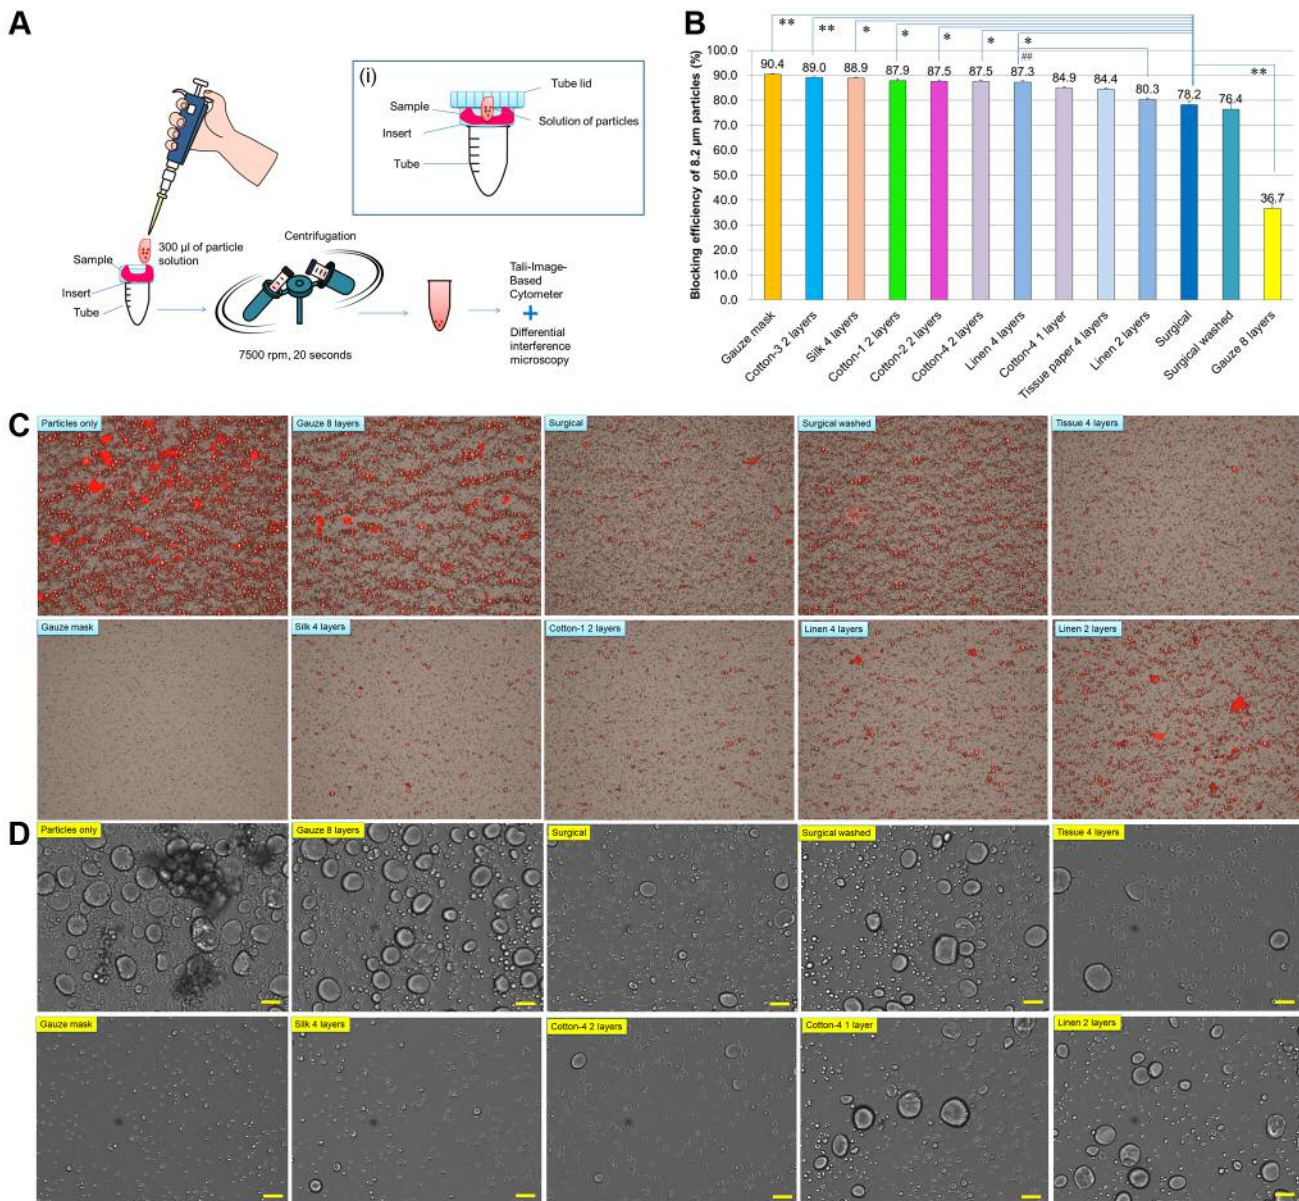 A
(i)
Tube lid
Sample
Solution of particles
Insert
Tube
300 µl of particle
solution
Sample
Insert
Tube
Centrifugation
7500 rpm, 20 seconds
Tali-Image-
Based
Cytometer
+
Differential
interference
microscopy
B
** ** * * * * * **
##
Blocking efficiency of 8.2 µm particles (%)
100.0
90.0
80.0
70.0
60.0
50.0
40.0
30.0
20.0
10.0
0.0
90.4 89.0 88.9 87.9 87.5 87.5 87.3 84.9 84.4 80.3 78.2 76.4 36.7
Gauze mask
Cotton-3 2 layers
Silk 4 layers
Cotton-1 2 layers
Cotton-2 2 layers
Cotton-4 2 layers
Linen 4 layers
Cotton-4 1 layer
Tissue paper 4 layers
Linen 2 layers
Surgical
Surgical washed
Gauze 8 layers
C
Particles only
Gauze 8 layers
Surgical
Surgical washed
Tissue 4 layers
Gauze mask
Silk 4 layers
Cotton-1 2 layers
Linen 4 layers
Linen 2 layers
D
Particles only
Gauze 8 layers
Surgical
Surgical washed
Tissue 4 layers
Gauze mask
Silk 4 layers
Cotton-4 2 layers
Cotton-4 1 layer
Linen 2 layers